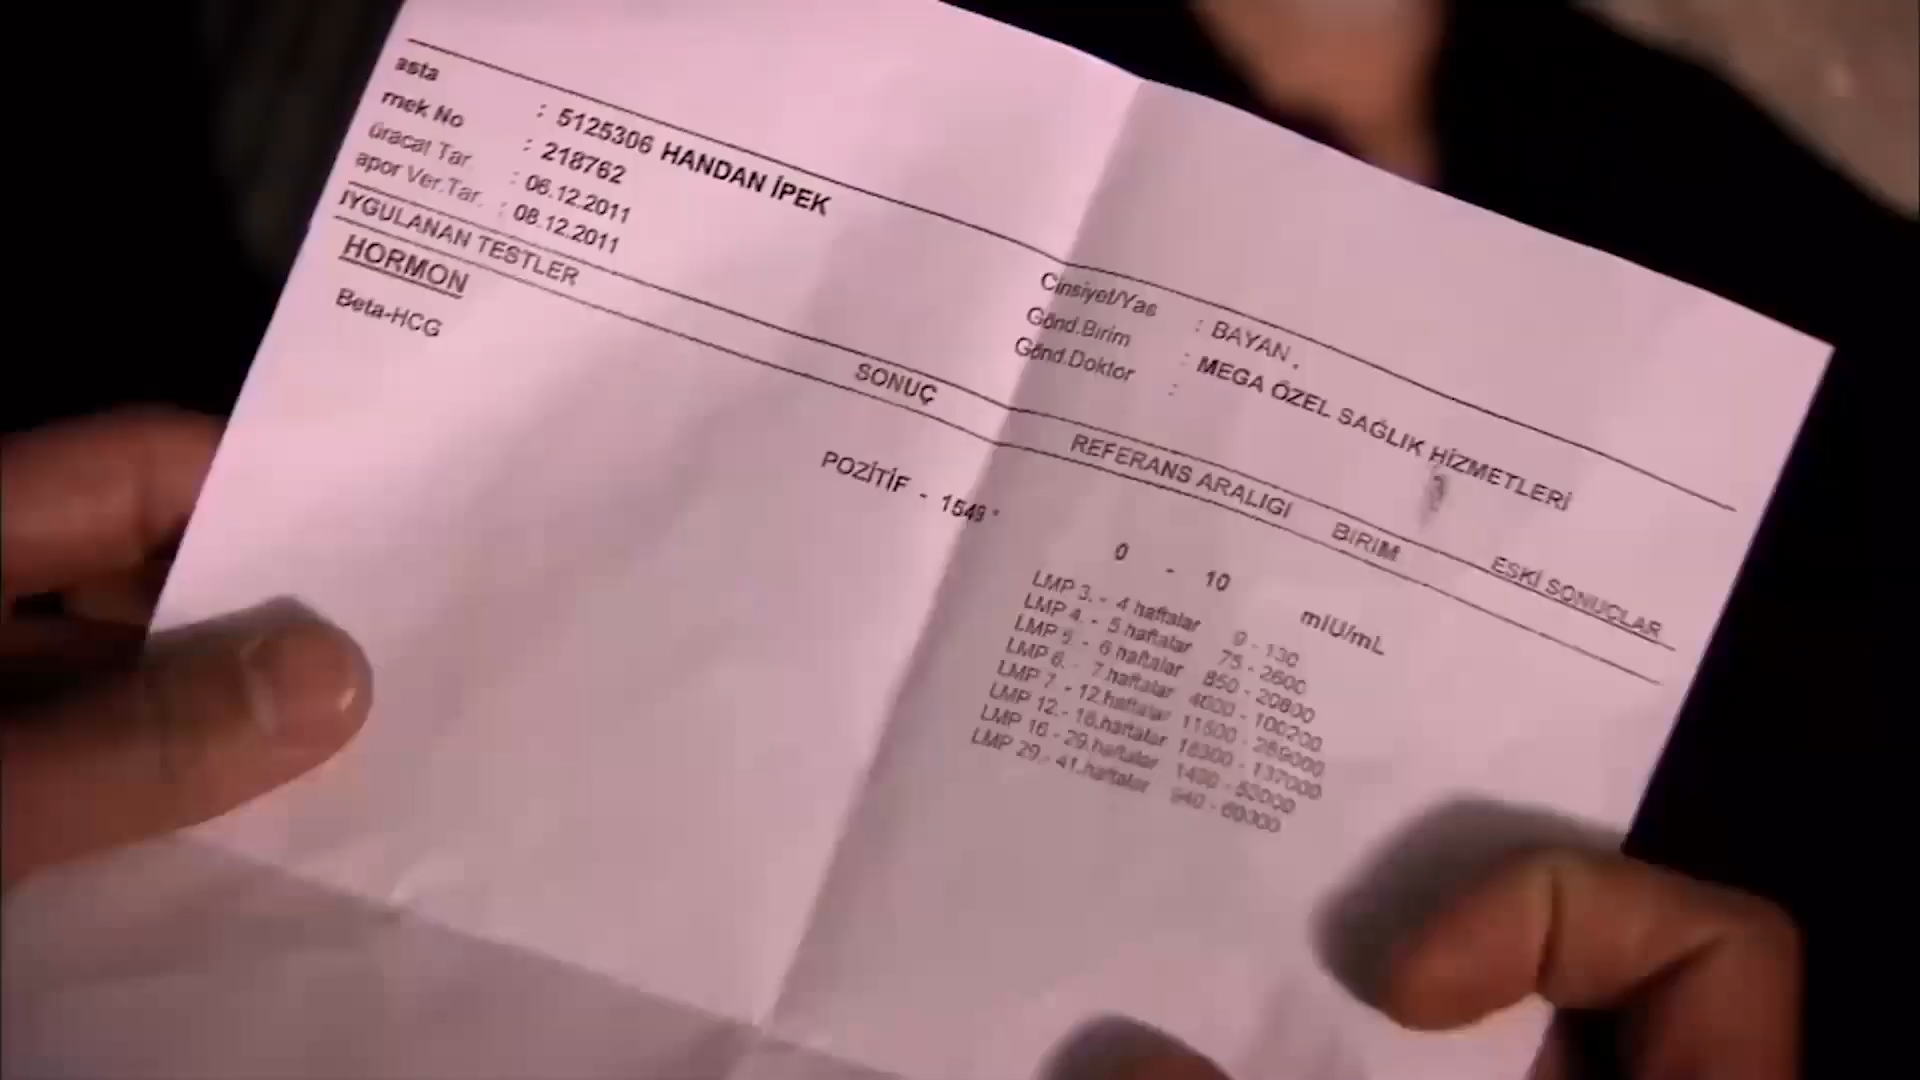 asta : 5125306 HANDAN İPEK
rnek No : 218762
üracat Tar. : 06.12.2011
apor Ver.Tar. : 08.12.2011
Cinsiyet/Yas : BAYAN ,
Gönd.Birim : MEGA ÖZEL SAĞLIK HİZMETLERİ
Gönd.Doktor :
UYGULANAN TESTLER SONUÇ REFERANS ARALIGI BIRIM ESKİ SONUÇLAR
HORMON
Beta-HCG POZİTİF - 1549 * 0 - 10 mIU/mL
LMP 3. - 4 haftalar 0 - 130
LMP 4. - 5.haftalar 75 - 2600
LMP 5. - 6.haftalar 850 - 20800
LMP 6. - 7.haftalar 4000 - 100200
LMP 7. - 12.haftalar 11500 - 289000
LMP 12. - 16.haftalar 18300 - 137000
LMP 16. - 29.haftalar 1400 - 53000
LMP 29. - 41.haftalar 940 - 60000